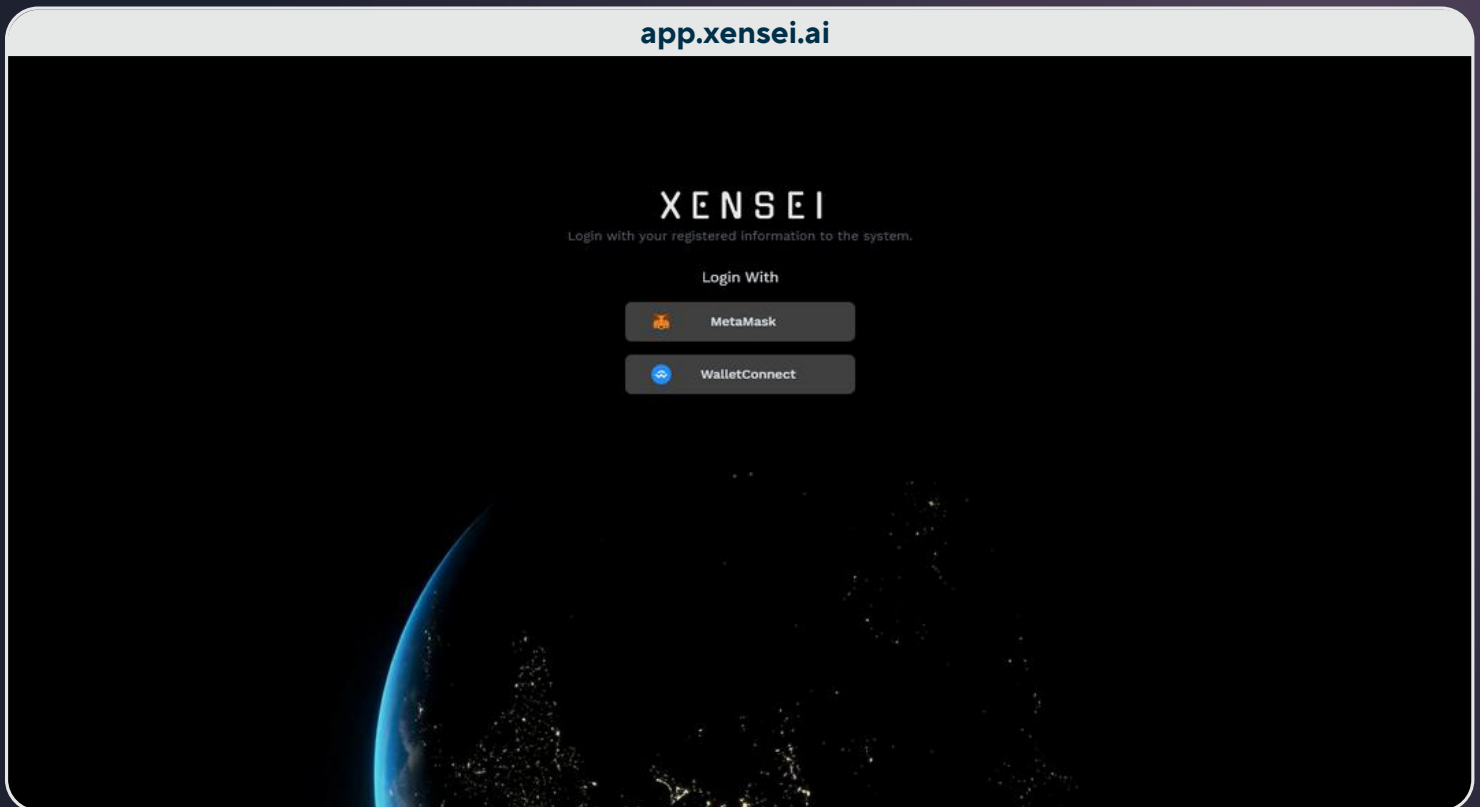 app.xensei.ai
XENSEI
Login with your registered information to the system.
Login With
MetaMask
WalletConnect